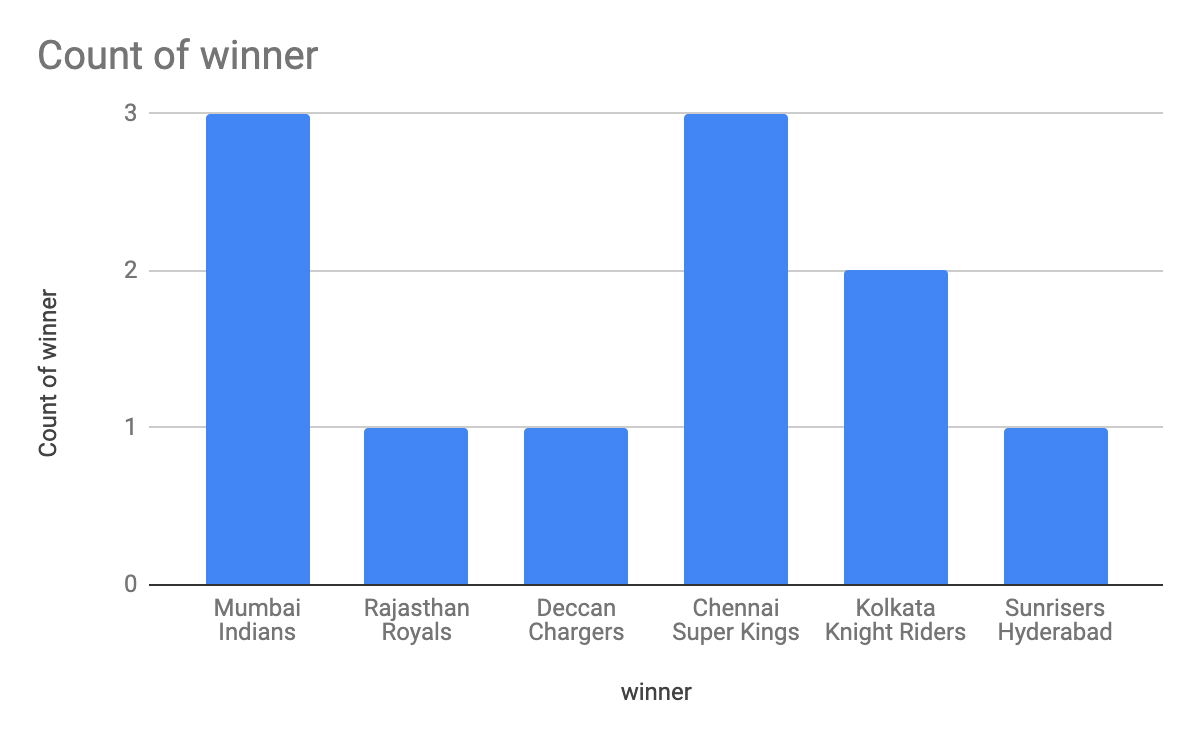 Count of winner
3
2
1
0
Count of winner
Mumbai
Indians
Rajasthan
Royals
Deccan
Chargers
Chennai
Super Kings
Kolkata
Knight Riders
Sunrisers
Hyderabad
winner